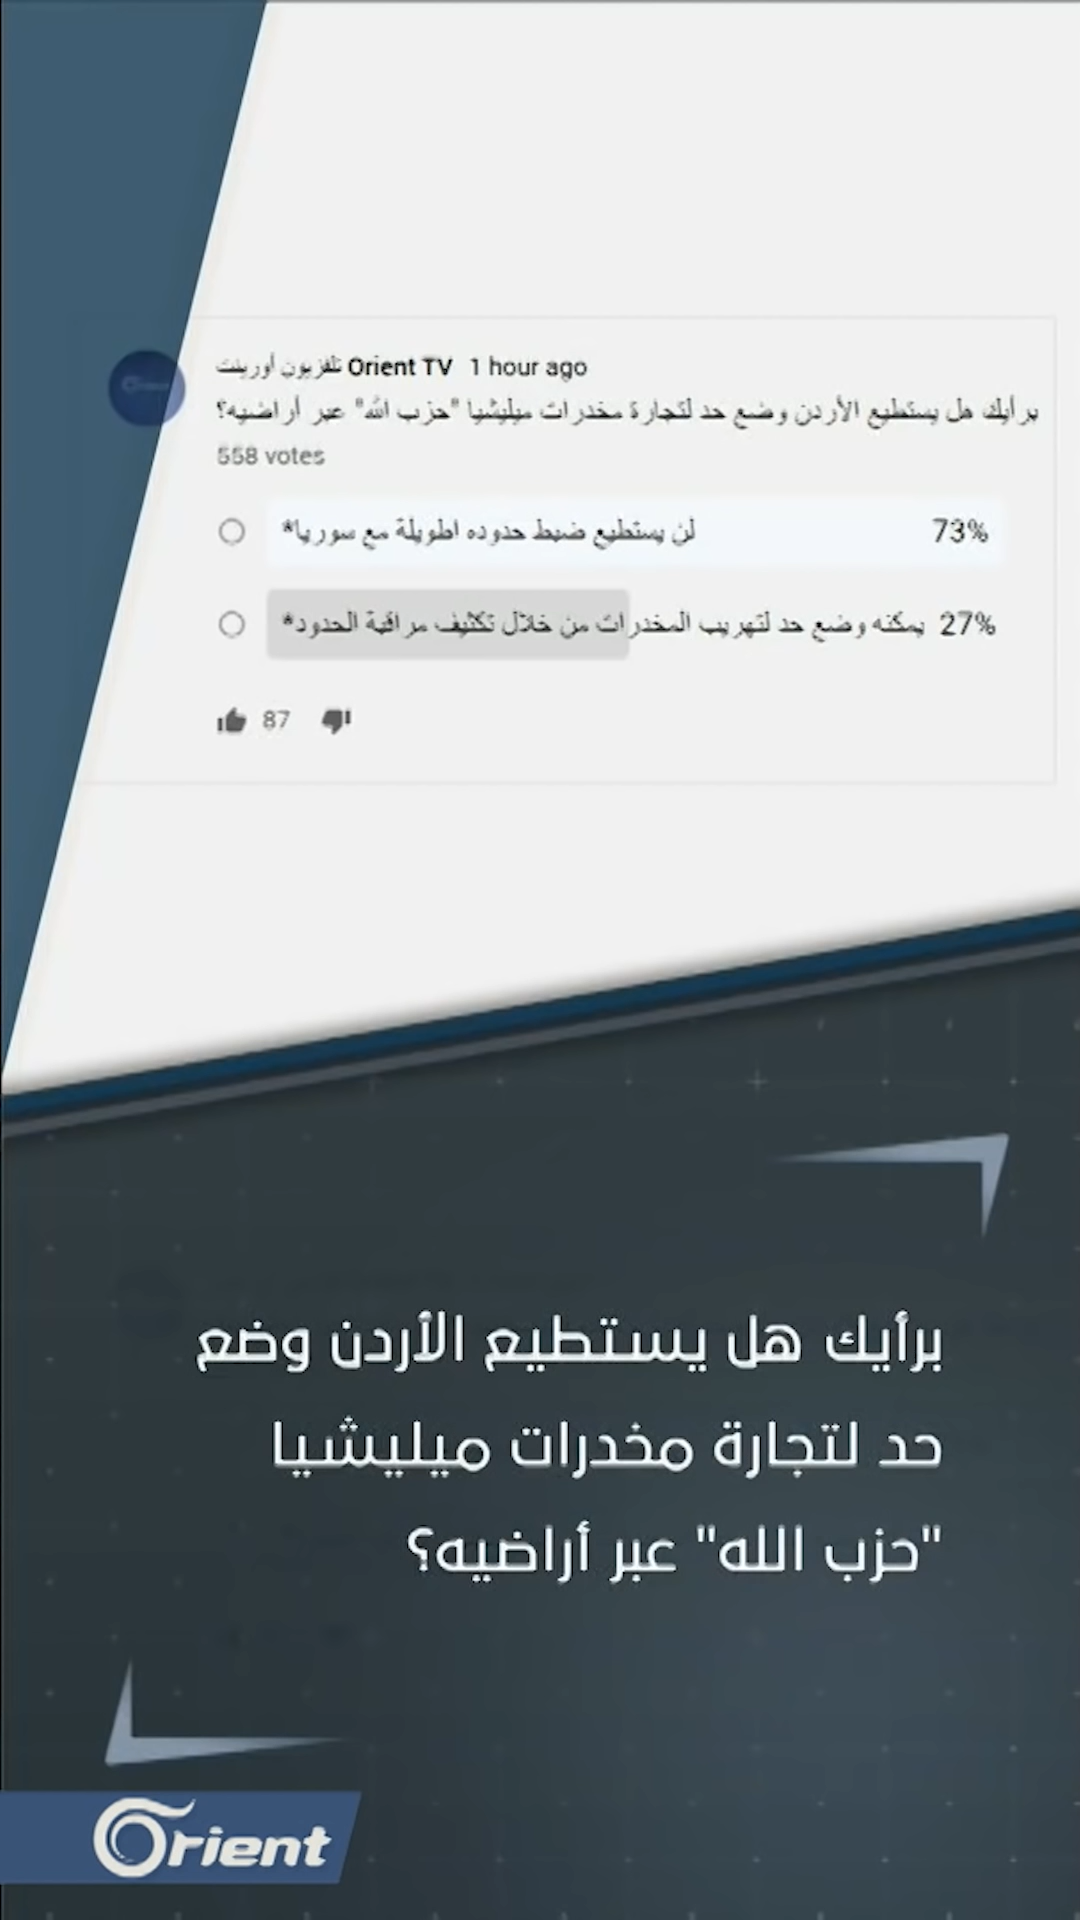 تلفزيون أورينت Orient TV 1 hour ago
برأيك هل يستطيع الأردن وضع حد لتجارة مخدرات ميليشيا "حزب الله" عبر أراضيه؟
558 votes
لن يستطيع ضبط حدوده اطويلة مع سوريا* 73%
يمكنه وضع حد لتهريب المخدرات من خلال تكثيف مراقبة الحدود* 27%
87
برأيك هل يستطيع الأردن وضع
حد لتجارة مخدرات ميليشيا
"حزب الله" عبر أراضيه؟
Orient